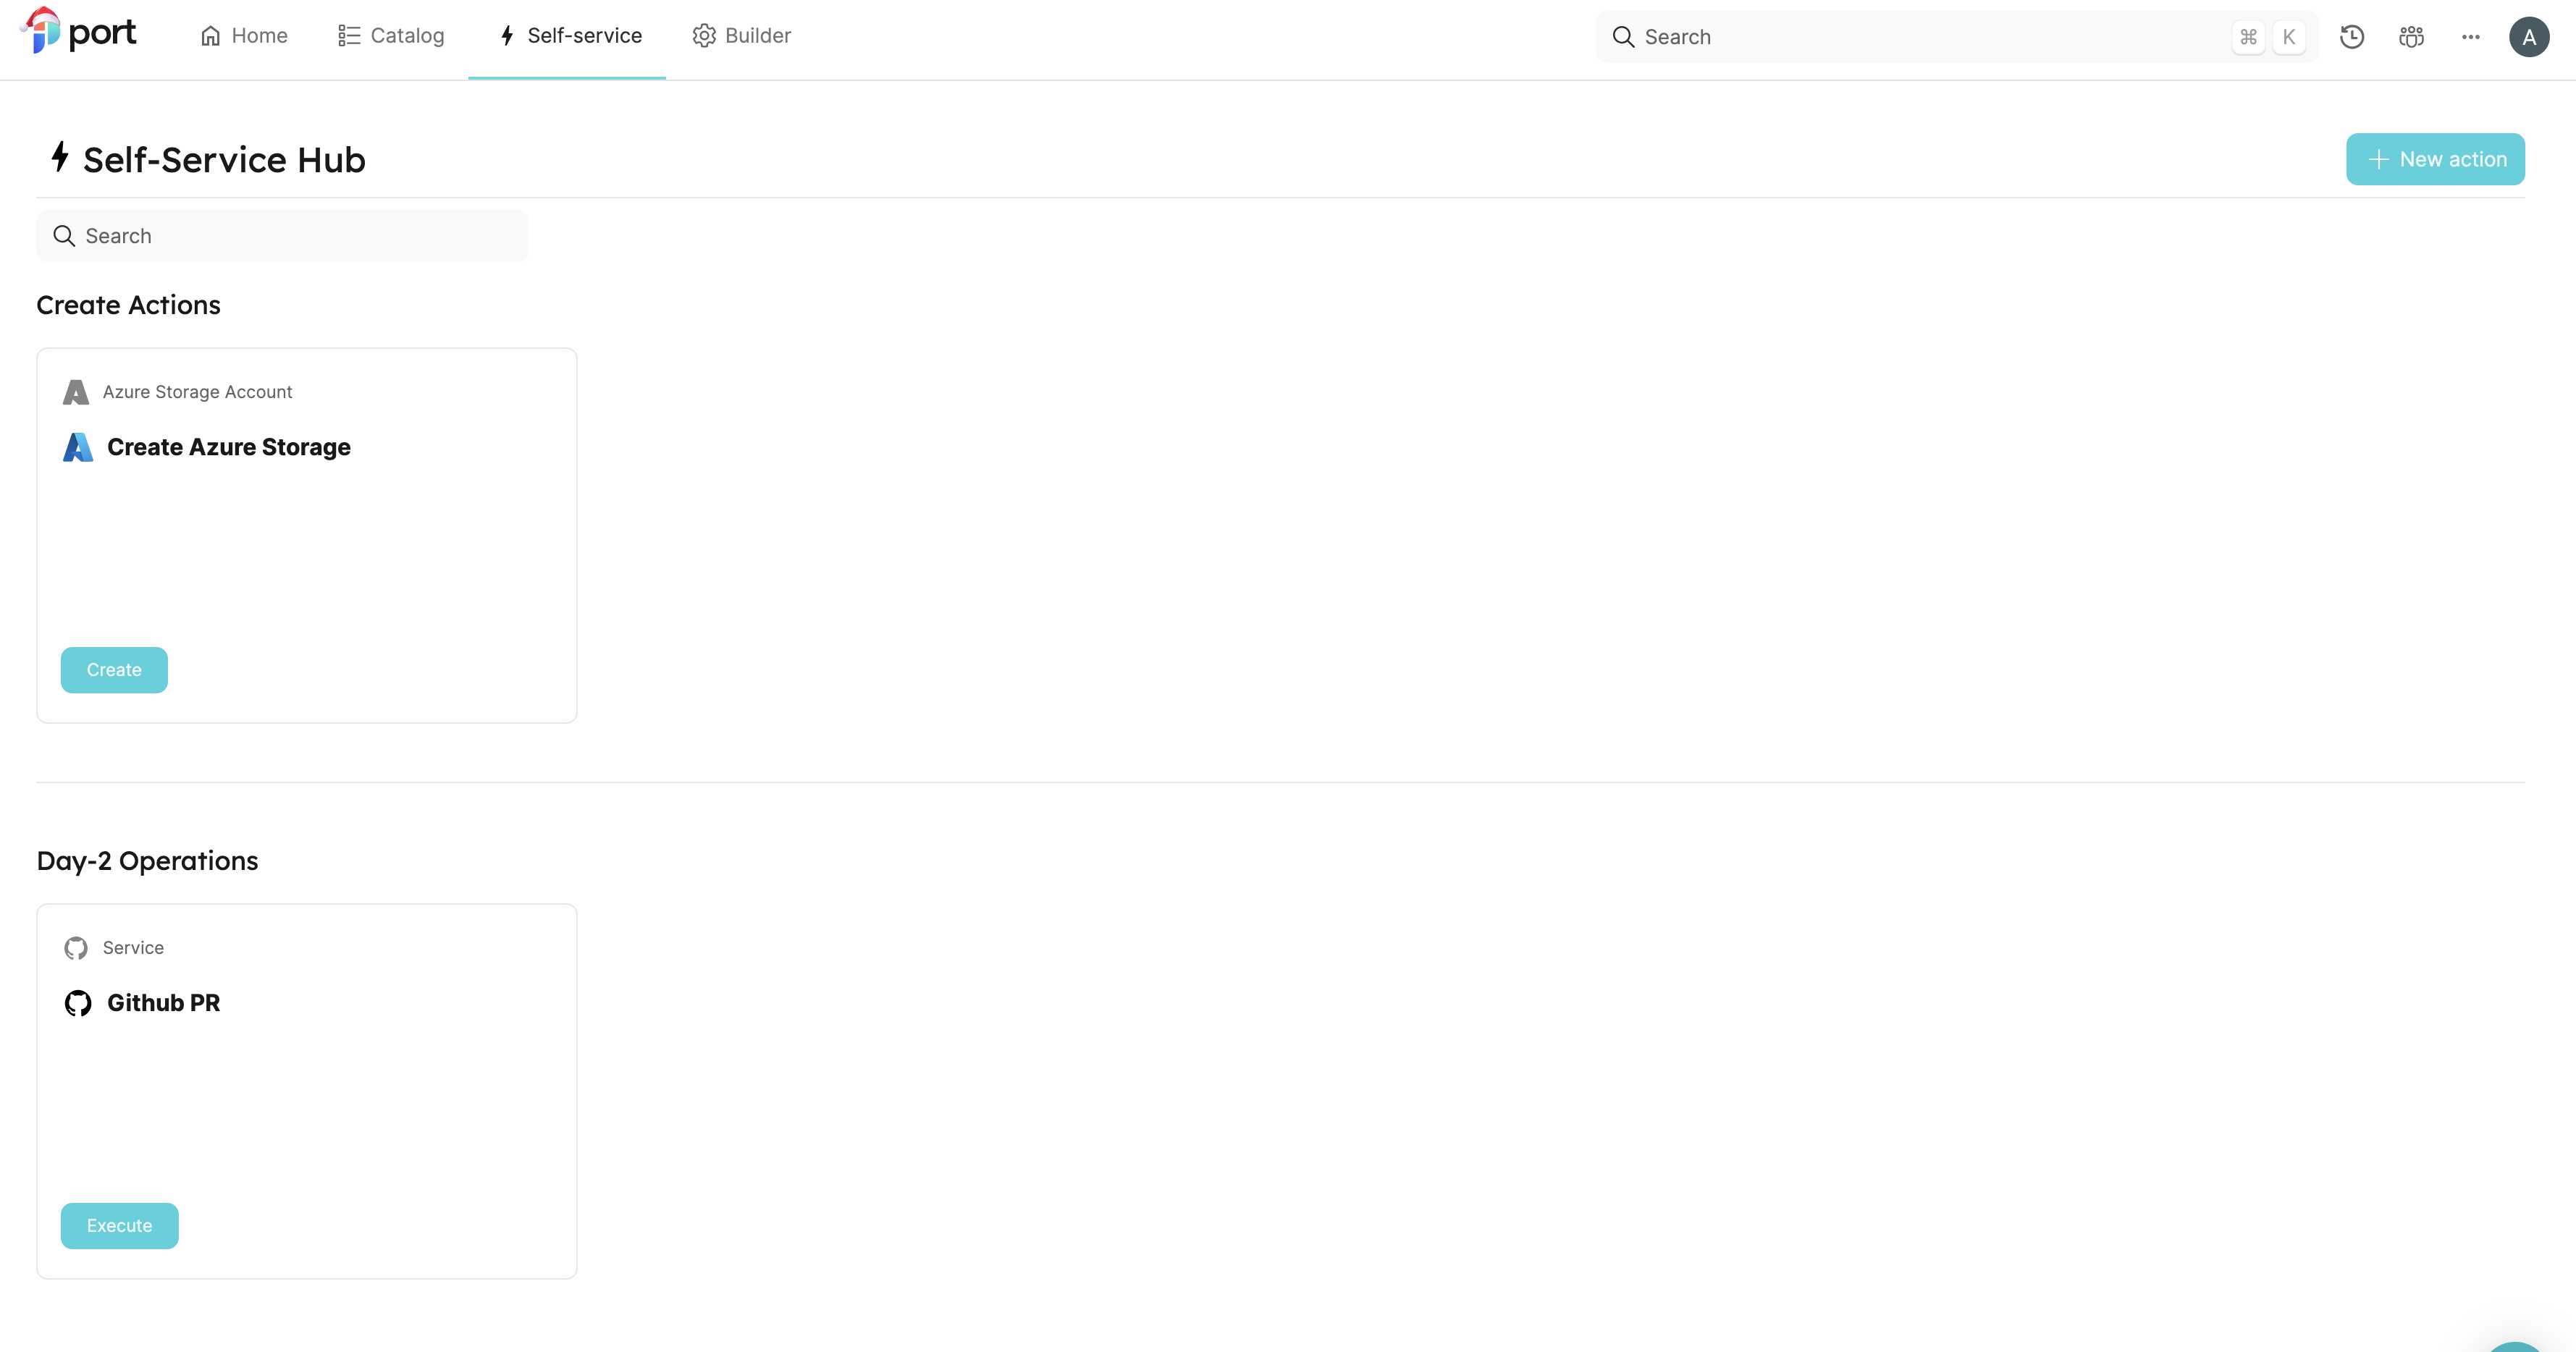 port
Home
Catalog
Self-service
Builder
Search
⌘ K
A
Self-Service Hub
New action
Search
Create Actions
Azure Storage Account
Create Azure Storage
Create
Day-2 Operations
Service
Github PR
Execute